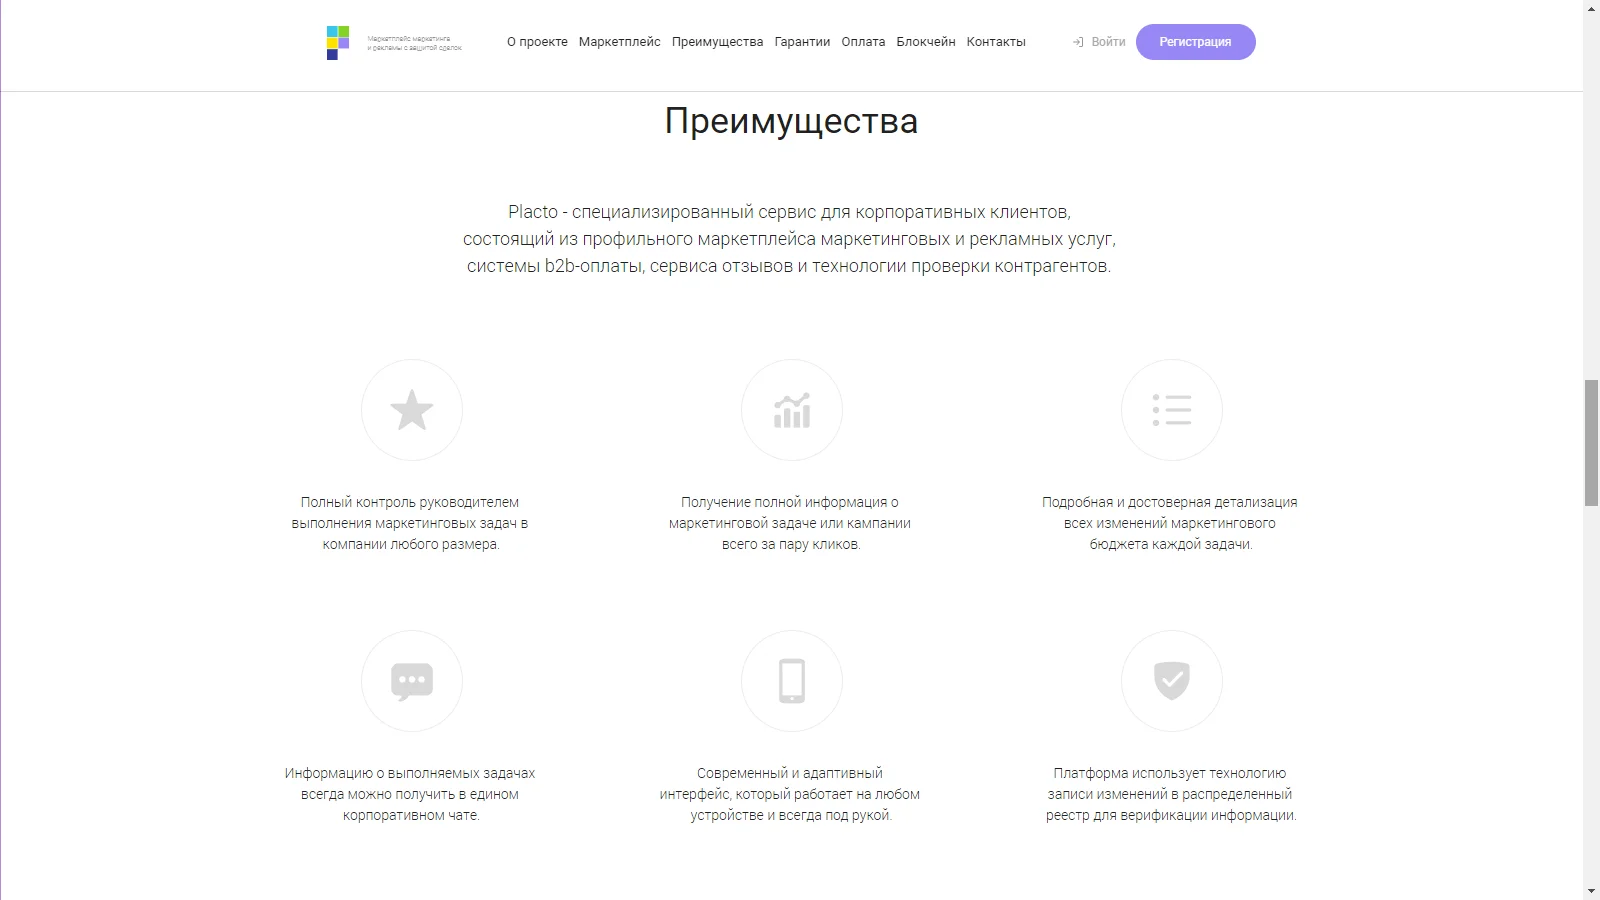 Маркетплейс маркетинга
и рекламы с защитой сделок
О проекте Маркетплейс Преимущества Гарантии Оплата Блокчейн Контакты
Войти
Регистрация
Преимущества
Placto - специализированный сервис для корпоративных клиентов,
состоящий из профильного маркетплейса маркетинговых и рекламных услуг,
системы b2b-оплаты, сервиса отзывов и технологии проверки контрагентов.
Полный контроль руководителем
выполнения маркетинговых задач в
компании любого размера.
Получение полной информация о
маркетинговой задаче или кампании
всего за пару кликов.
Подробная и достоверная детализация
всех изменений маркетингового
бюджета каждой задачи.
Информацию о выполняемых задачах
всегда можно получить в едином
корпоративном чате.
Современный и адаптивный
интерфейс, который работает на любом
устройстве и всегда под рукой.
Платформа использует технологию
записи изменений в распределенный
реестр для верификации информации.